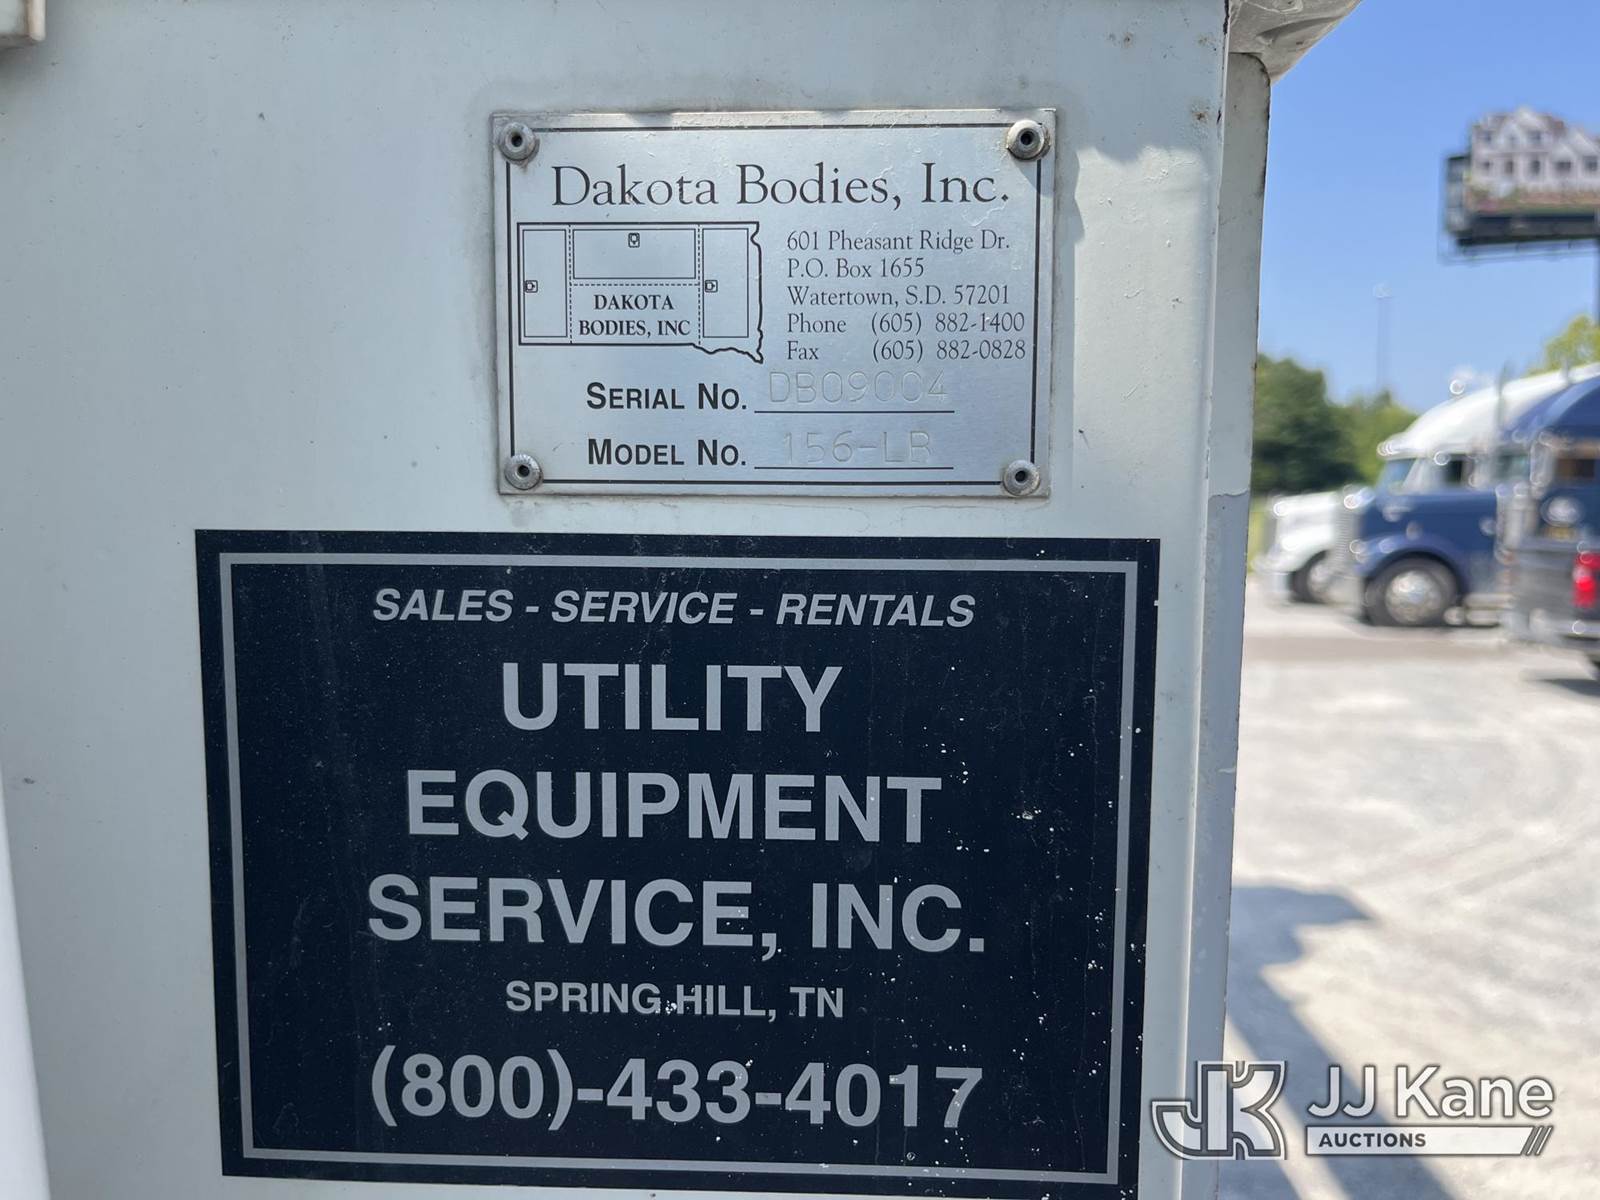 Dakota Bodies, Inc.
DAKOTA
BODIES, INC
601 Pheasant Ridge Dr.
P.O. Box 1655
Watertown, S.D. 57201
Phone (605) 882-1400
Fax (605) 882-0828
SERIAL NO. DB09004
MODEL NO. 156-LR
SALES - SERVICE - RENTALS
UTILITY
EQUIPMENT
SERVICE, INC.
SPRING HILL, TN
(800)-433-4017
JK JJ Kane
AUCTIONS